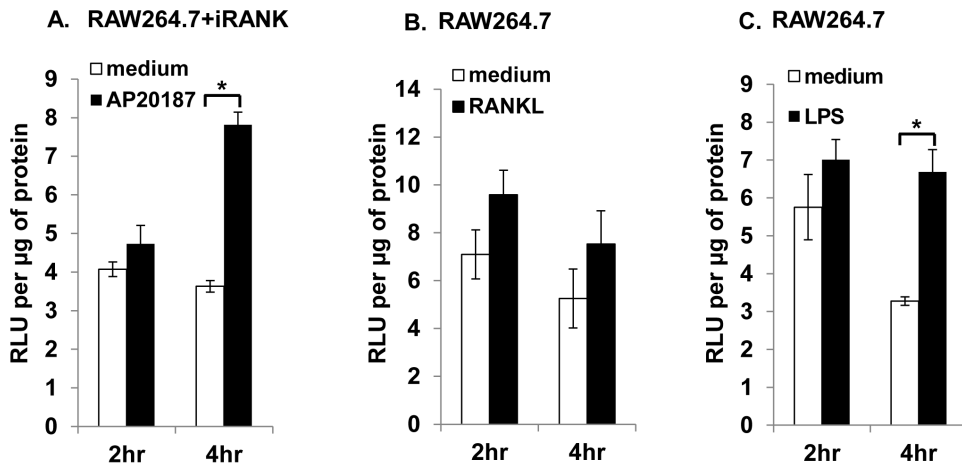 A. RAW264.7+iRANK
medium
AP20187
*
9
8
7
6
5
4
3
2
1
0
RLU per µg of protein
2hr
4hr
B. RAW264.7
medium
RANKL
14
12
10
8
6
4
2
0
RLU per µg of protein
2hr
4hr
C. RAW264.7
medium
LPS
*
9
8
7
6
5
4
3
2
1
0
RLU per µg of protein
2hr
4hr